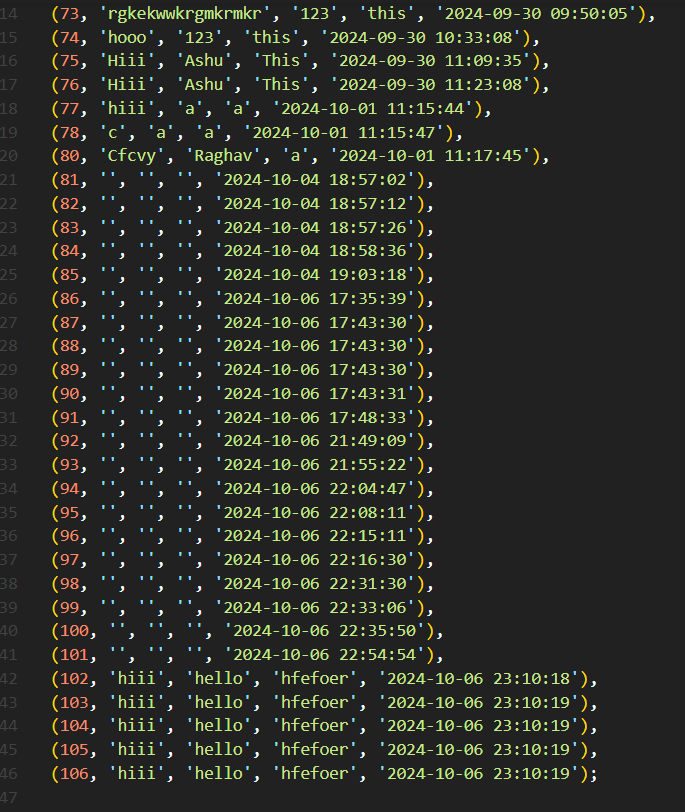 14 (73, 'rgkekwwkrgmkrmkr', '123', 'this', '2024-09-30 09:50:05'),
15 (74, 'hooo', '123', 'this', '2024-09-30 10:33:08'),
16 (75, 'Hiii', 'Ashu', 'This', '2024-09-30 11:09:35'),
17 (76, 'Hiii', 'Ashu', 'This', '2024-09-30 11:23:08'),
18 (77, 'hiii', 'a', 'a', '2024-10-01 11:15:44'),
19 (78, 'c', 'a', 'a', '2024-10-01 11:15:47'),
20 (80, 'Cfcvy', 'Raghav', 'a', '2024-10-01 11:17:45'),
21 (81, '', '', '', '2024-10-04 18:57:02'),
22 (82, '', '', '', '2024-10-04 18:57:12'),
23 (83, '', '', '', '2024-10-04 18:57:26'),
24 (84, '', '', '', '2024-10-04 18:58:36'),
25 (85, '', '', '', '2024-10-04 19:03:18'),
26 (86, '', '', '', '2024-10-06 17:35:39'),
27 (87, '', '', '', '2024-10-06 17:43:30'),
28 (88, '', '', '', '2024-10-06 17:43:30'),
29 (89, '', '', '', '2024-10-06 17:43:30'),
30 (90, '', '', '', '2024-10-06 17:43:31'),
31 (91, '', '', '', '2024-10-06 17:48:33'),
32 (92, '', '', '', '2024-10-06 21:49:09'),
33 (93, '', '', '', '2024-10-06 21:55:22'),
34 (94, '', '', '', '2024-10-06 22:04:47'),
35 (95, '', '', '', '2024-10-06 22:08:11'),
36 (96, '', '', '', '2024-10-06 22:15:11'),
37 (97, '', '', '', '2024-10-06 22:16:30'),
38 (98, '', '', '', '2024-10-06 22:31:30'),
39 (99, '', '', '', '2024-10-06 22:33:06'),
40 (100, '', '', '', '2024-10-06 22:35:50'),
41 (101, '', '', '', '2024-10-06 22:54:54'),
42 (102, 'hiii', 'hello', 'hfefoer', '2024-10-06 23:10:18'),
43 (103, 'hiii', 'hello', 'hfefoer', '2024-10-06 23:10:19'),
44 (104, 'hiii', 'hello', 'hfefoer', '2024-10-06 23:10:19'),
45 (105, 'hiii', 'hello', 'hfefoer', '2024-10-06 23:10:19'),
46 (106, 'hiii', 'hello', 'hfefoer', '2024-10-06 23:10:19');
47